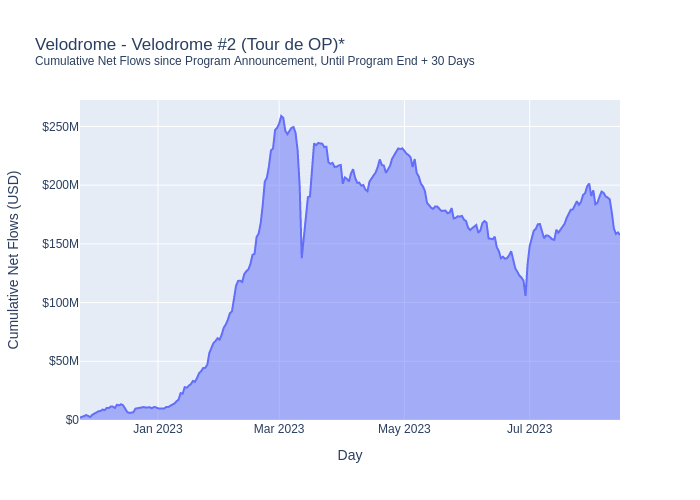 Velodrome - Velodrome #2 (Tour de OP)*
Cumulative Net Flows since Program Announcement, Until Program End + 30 Days
Cumulative Net Flows (USD)
$250M
$200M
$150M
$100M
$50M
$0
Jan 2023
Mar 2023
May 2023
Jul 2023
Day